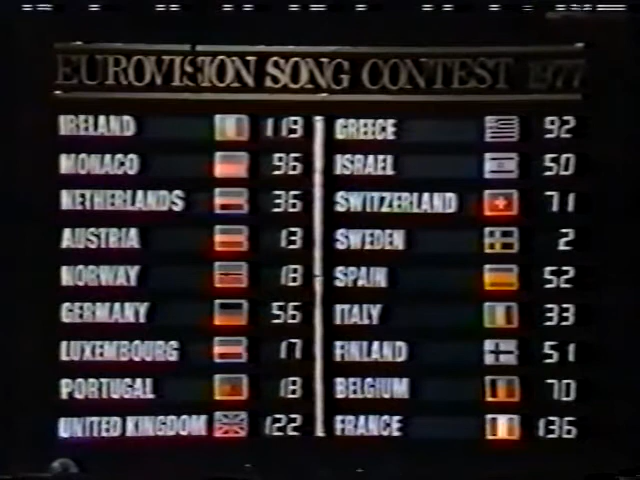 EUROVISION SONG CONTEST 1977
IRELAND 119
MONACO 96
NETHERLANDS 36
AUSTRIA 13
NORWAY 18
GERMANY 56
LUXEMBOURG 17
PORTUGAL 18
UNITED KINGDOM 122
GREECE 92
ISRAEL 50
SWITZERLAND 71
SWEDEN 2
SPAIN 52
ITALY 33
FINLAND 51
BELGIUM 70
FRANCE 136